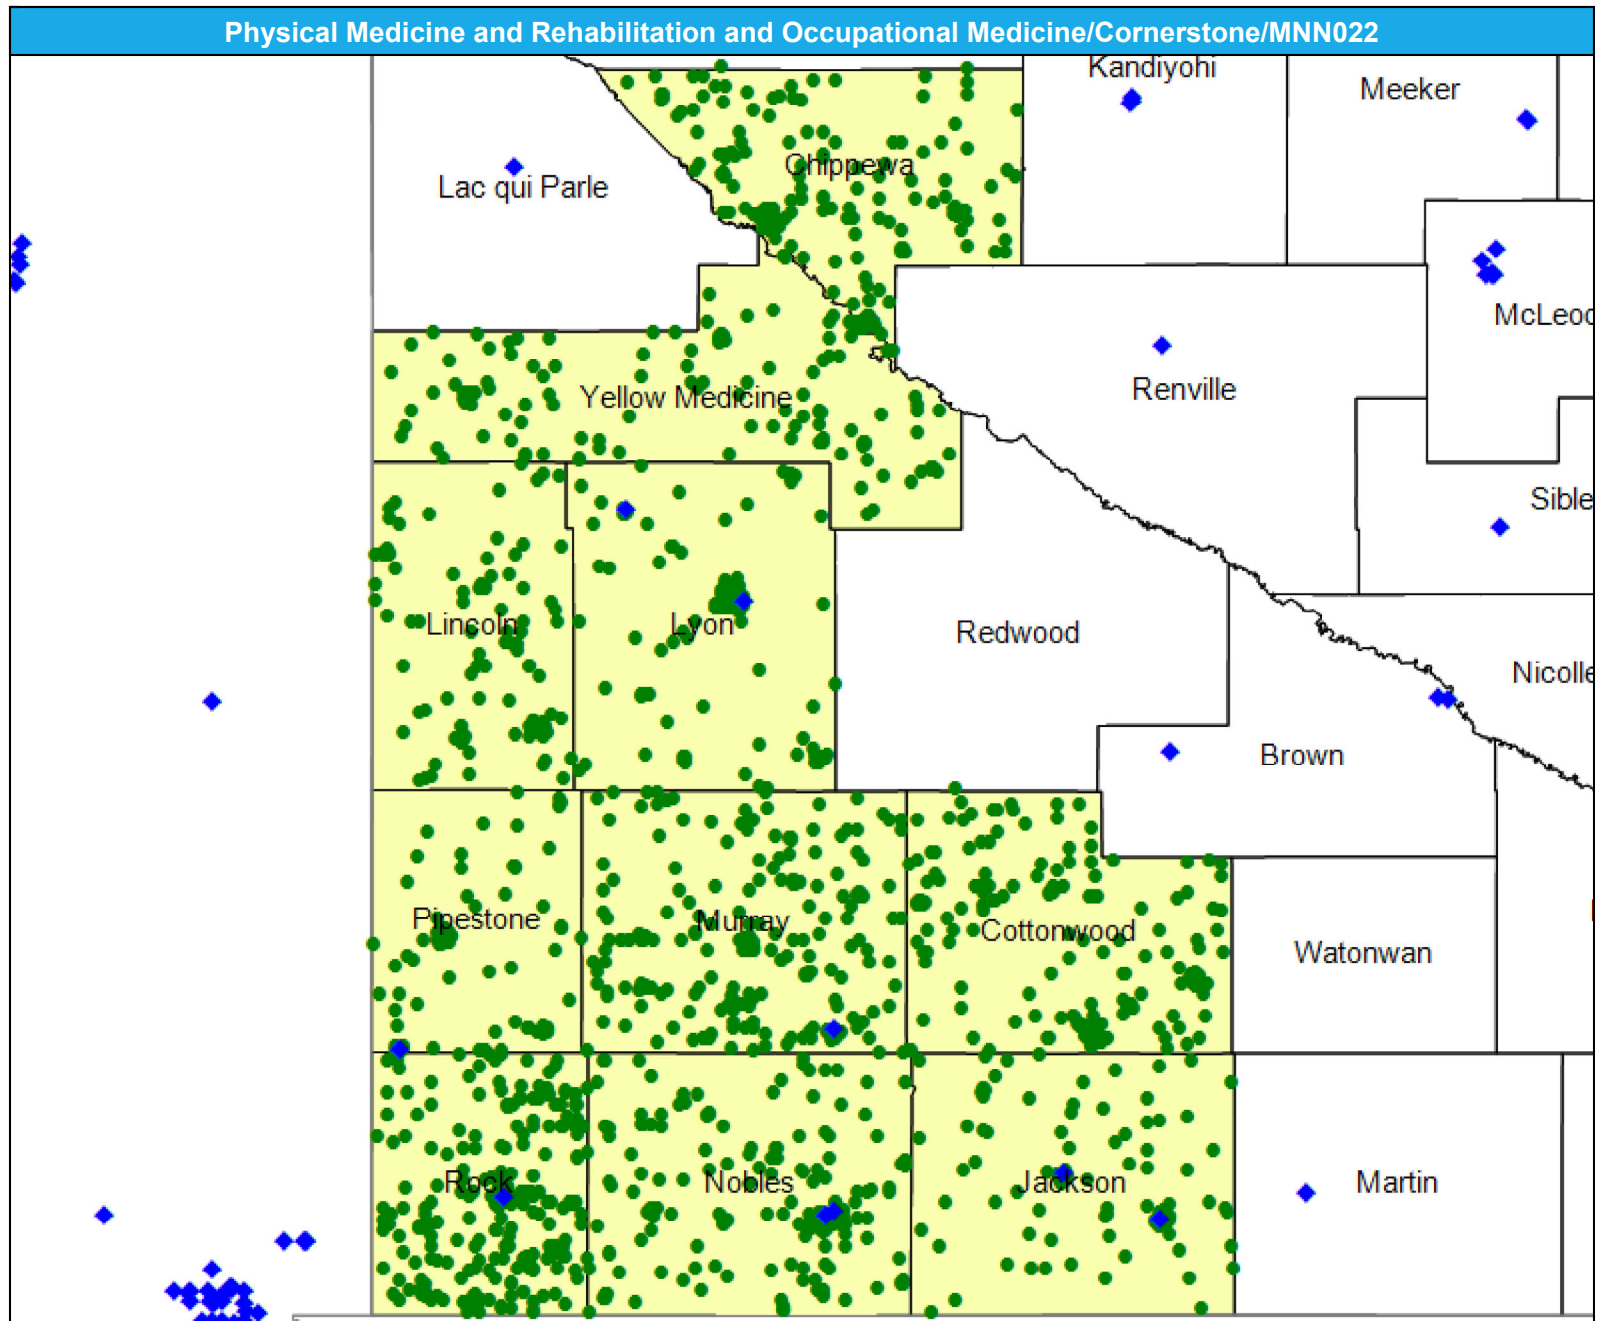 Physical Medicine and Rehabilitation and Occupational Medicine/Cornerstone/MNN022
Kandiyohi
Meeker
Chippewa
Lac qui Parle
McLeod
Renville
Yellow Medicine
Sible
Lincoln
Lyon
Redwood
Nicolle
Brown
Pipestone
Murray
Cottonwood
Watonwan
Rock
Nobles
Jackson
Martin